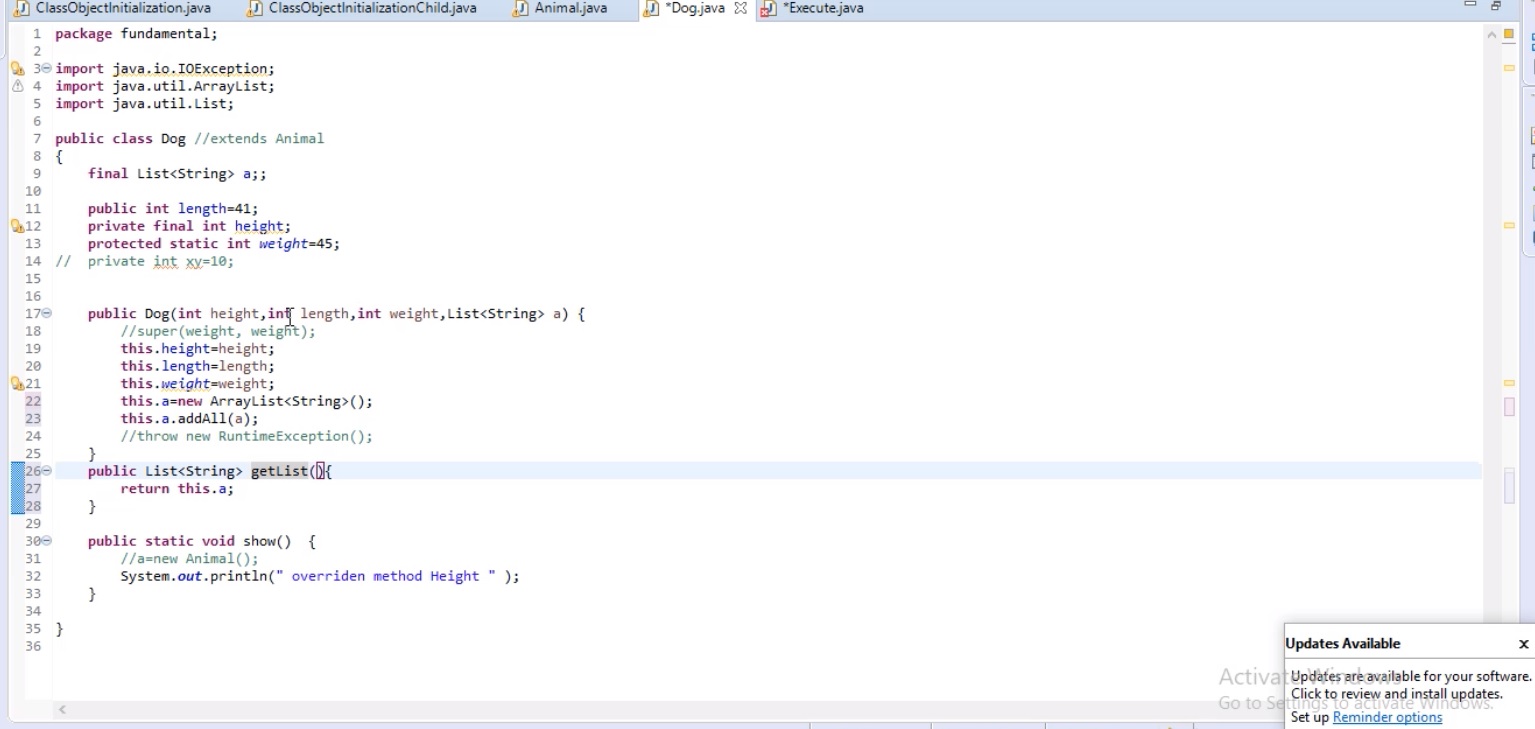 ClassObjectInitialization.java ClassObjectInitializationChild.java Animal.java *Dog.java *Execute.java
1 package fundamental;
2
3 import java.io.IOException;
4 import java.util.ArrayList;
5 import java.util.List;
6
7 public class Dog //extends Animal
8 {
9 final List<String> a;;
10
11 public int length=41;
12 private final int height;
13 protected static int weight=45;
14 // private int xy=10;
15
16
17 public Dog(int height,int length,int weight,List<String> a) {
18 //super(weight, weight);
19 this.height=height;
20 this.length=length;
21 this.weight=weight;
22 this.a=new ArrayList<String>();
23 this.a.addAll(a);
24 //throw new RuntimeException();
25 }
26 public List<String> getList(){
27 return this.a;
28 }
29
30 public static void show()  {
31 //a=new Animal();
32 System.out.println(" overriden method Height " );
33 }
34
35 }
36
Updates Available x
Updates are available for your software.
Click to review and install updates.
Set up Reminder options
Activate Windows
Go to Settings to activate Windows.